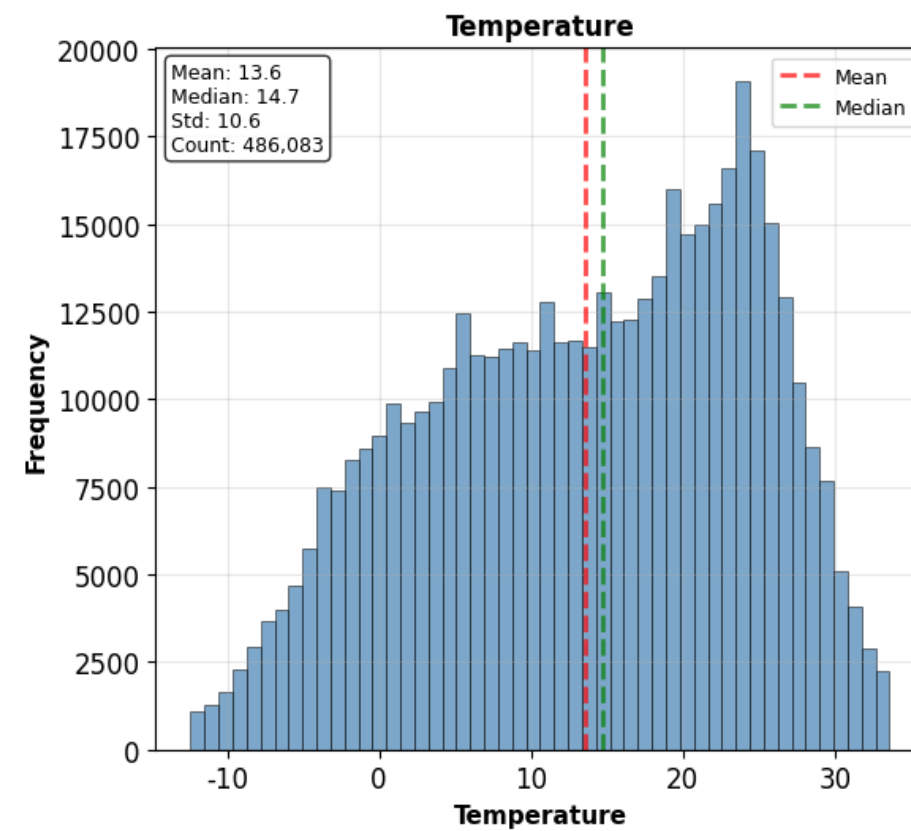 Temperature
20000
Mean: 13.6
Median: 14.7
Std: 10.6
Count: 486,083
Mean
Median
17500
15000
12500
10000
7500
5000
2500
0
Frequency
-10 0 10 20 30
Temperature